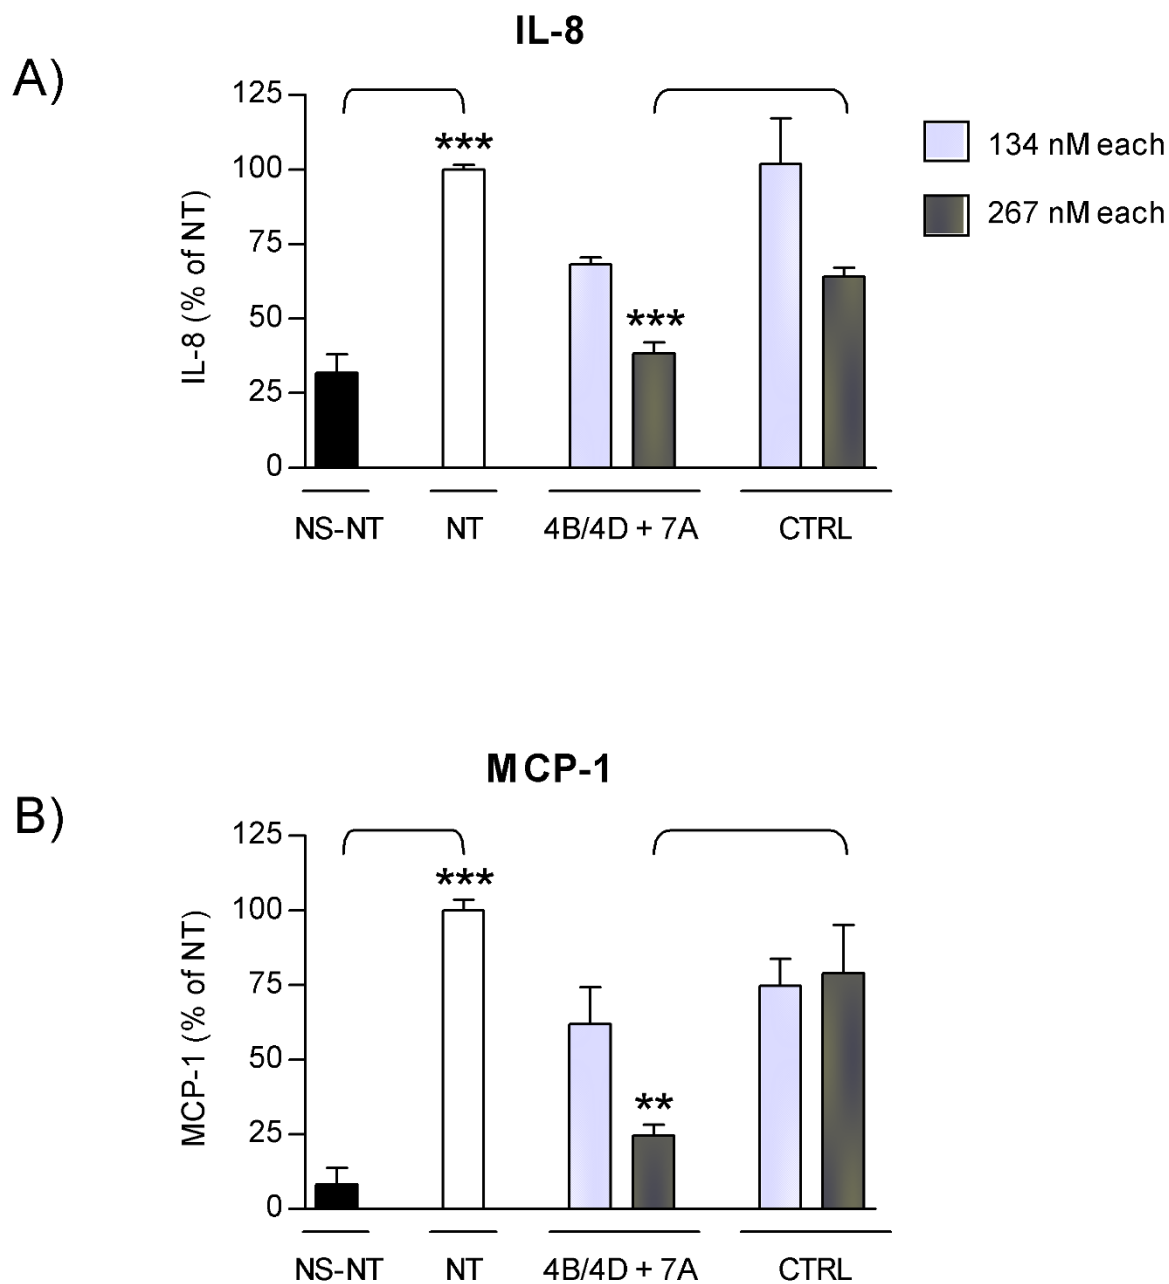 IL-8
A)
125
100
75
50
25
0
IL-8 (% of NT)
***
***
134 nM each
267 nM each
NS-NT NT 4B/4D + 7A CTRL
MCP-1
B)
125
100
75
50
25
0
MCP-1 (% of NT)
***
**
NS-NT NT 4B/4D + 7A CTRL